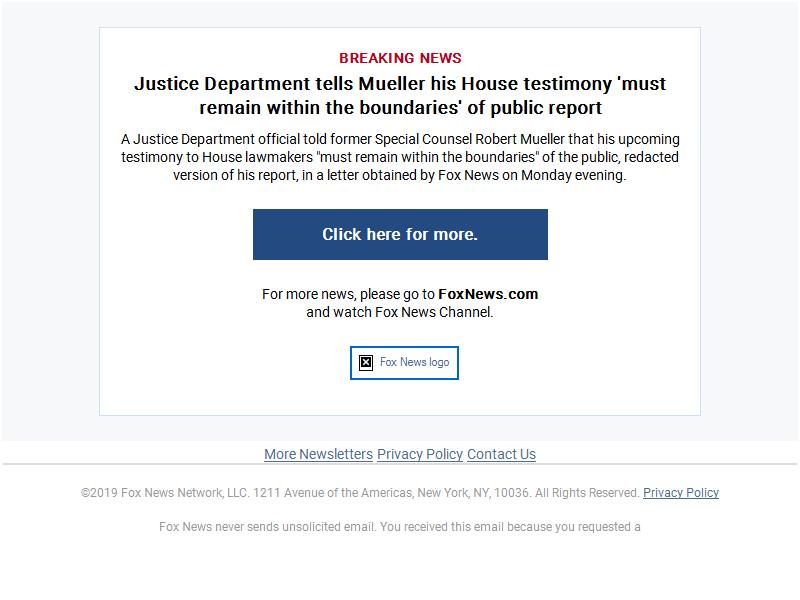 BREAKING NEWS
Justice Department tells Mueller his House testimony 'must
remain within the boundaries' of public report
A Justice Department official told former Special Counsel Robert Mueller that his upcoming
testimony to House lawmakers "must remain within the boundaries" of the public, redacted
version of his report, in a letter obtained by Fox News on Monday evening.
Click here for more.
For more news, please go to FoxNews.com
and watch Fox News Channel.
Fox News logo
More Newsletters Privacy Policy Contact Us
©2019 Fox News Network, LLC. 1211 Avenue of the Americas, New York, NY, 10036. All Rights Reserved. Privacy Policy
Fox News never sends unsolicited email. You received this email because you requested a